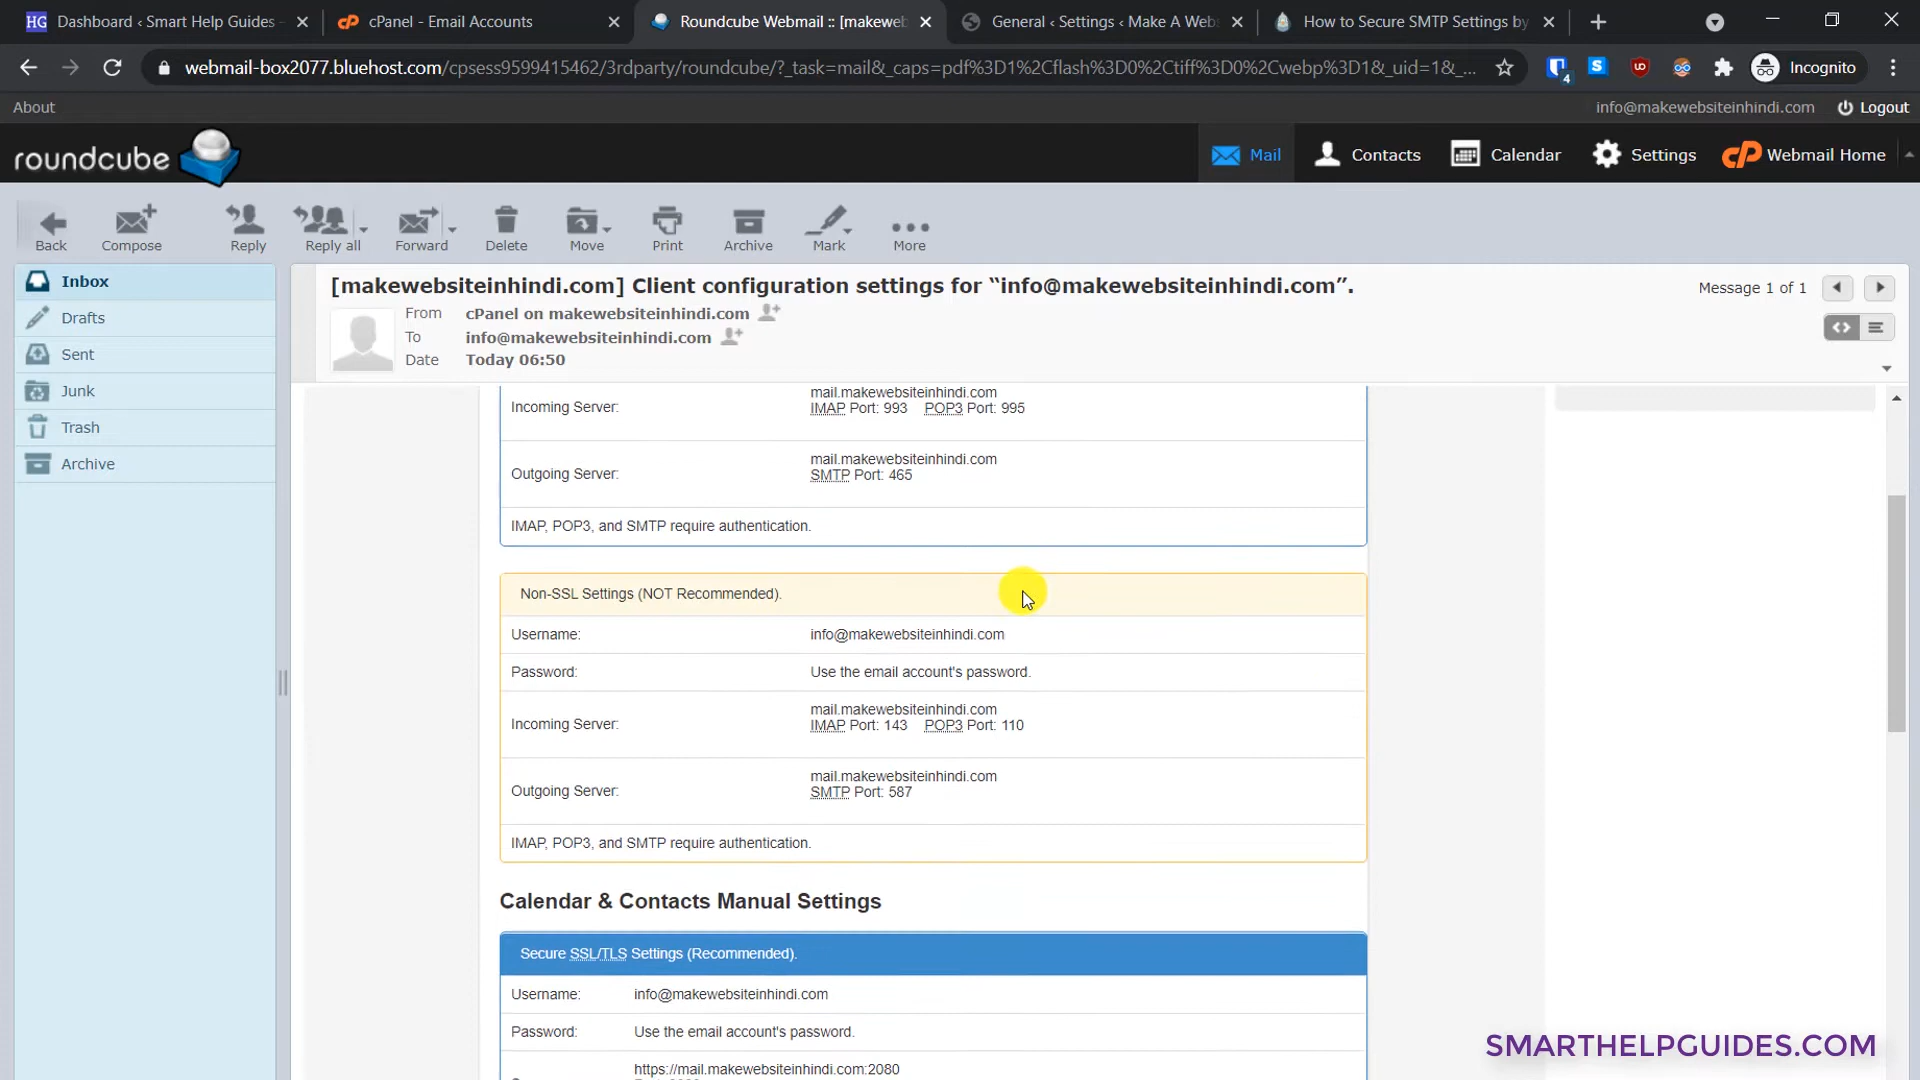 Dashboard ‹ Smart Help Guides -
cPanel - Email Accounts
Roundcube Webmail :: [makeweb
General ‹ Settings ‹ Make A Web
How to Secure SMTP Settings by
webmail-box2077.bluehost.com/cpsess9599415462/3rdparty/roundcube/?_task=mail&_caps=pdf%3D1%2Cflash%3D0%2Ctiff%3D0%2Cwebp%3D1&_uid=1&_...
4
Incognito
About
info@makewebsiteinhindi.com
Logout
roundcube
Mail
Contacts
Calendar
Settings
cP Webmail Home
Back
Compose
Reply
Reply all
Forward
Delete
Move
Print
Archive
Mark
More
Inbox
Drafts
Sent
Junk
Trash
Archive
[makewebsiteinhindi.com] Client configuration settings for “info@makewebsiteinhindi.com”.
Message 1 of 1
From cPanel on makewebsiteinhindi.com
To info@makewebsiteinhindi.com
Date Today 06:50
mail.makewebsiteinhindi.com
Incoming Server: IMAP Port: 993 POP3 Port: 995
mail.makewebsiteinhindi.com
Outgoing Server: SMTP Port: 465
IMAP, POP3, and SMTP require authentication.
Non-SSL Settings (NOT Recommended).
Username: info@makewebsiteinhindi.com
Password: Use the email account's password.
mail.makewebsiteinhindi.com
Incoming Server: IMAP Port: 143 POP3 Port: 110
mail.makewebsiteinhindi.com
Outgoing Server: SMTP Port: 587
IMAP, POP3, and SMTP require authentication.
Calendar & Contacts Manual Settings
Secure SSL/TLS Settings (Recommended).
Username: info@makewebsiteinhindi.com
Password: Use the email account's password.
https://mail.makewebsiteinhindi.com:2080
SMARTHELPGUIDES.COM